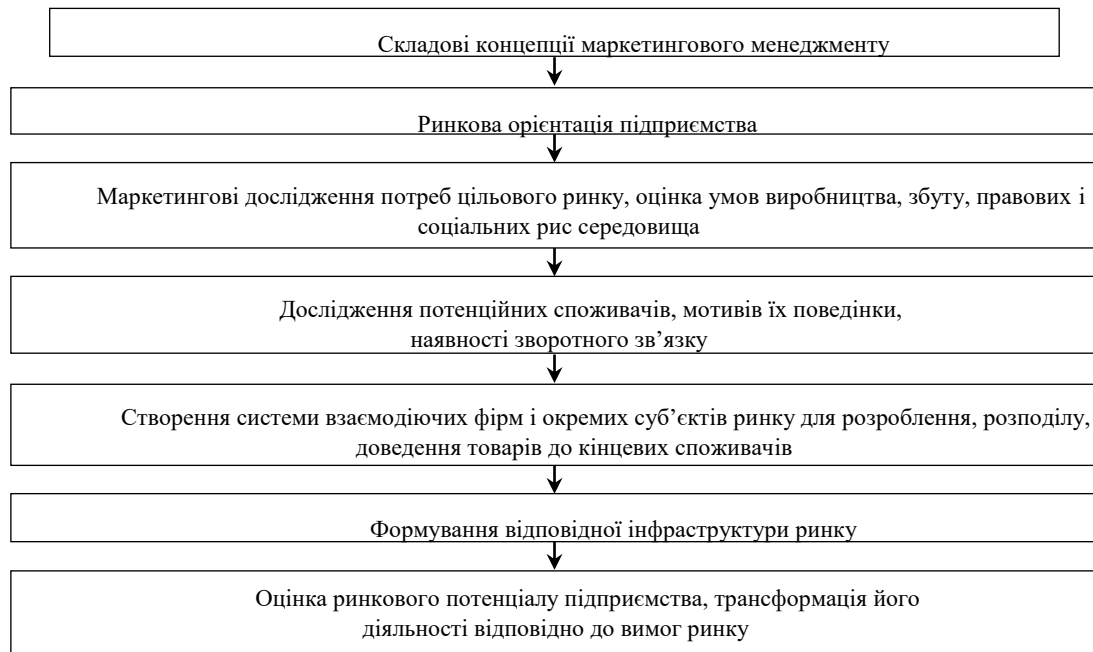 Складові концепції маркетингового менеджменту
Ринкова орієнтація підприємства
Маркетингові дослідження потреб цільового ринку, оцінка умов виробництва, збуту, правових і
соціальних рис середовища
Дослідження потенційних споживачів, мотивів їх поведінки,
наявності зворотного зв’язку
Створення системи взаємодіючих фірм і окремих суб’єктів ринку для розроблення, розподілу,
доведення товарів до кінцевих споживачів
Формування відповідної інфраструктури ринку
Оцінка ринкового потенціалу підприємства, трансформація його
діяльності відповідно до вимог ринку